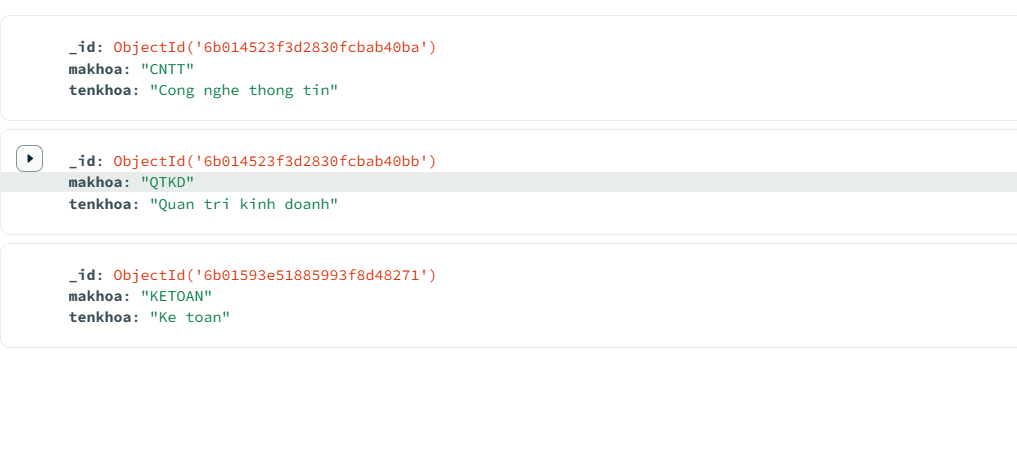 _id: ObjectId('6b014523f3d2830fcbab40ba')
makhoa: "CNTT"
tenkhoa: "Cong nghe thong tin"
_id: ObjectId('6b014523f3d2830fcbab40bb')
makhoa: "QTKD"
tenkhoa: "Quan tri kinh doanh"
_id: ObjectId('6b01593e51885993f8d48271')
makhoa: "KETOAN"
tenkhoa: "Ke toan"